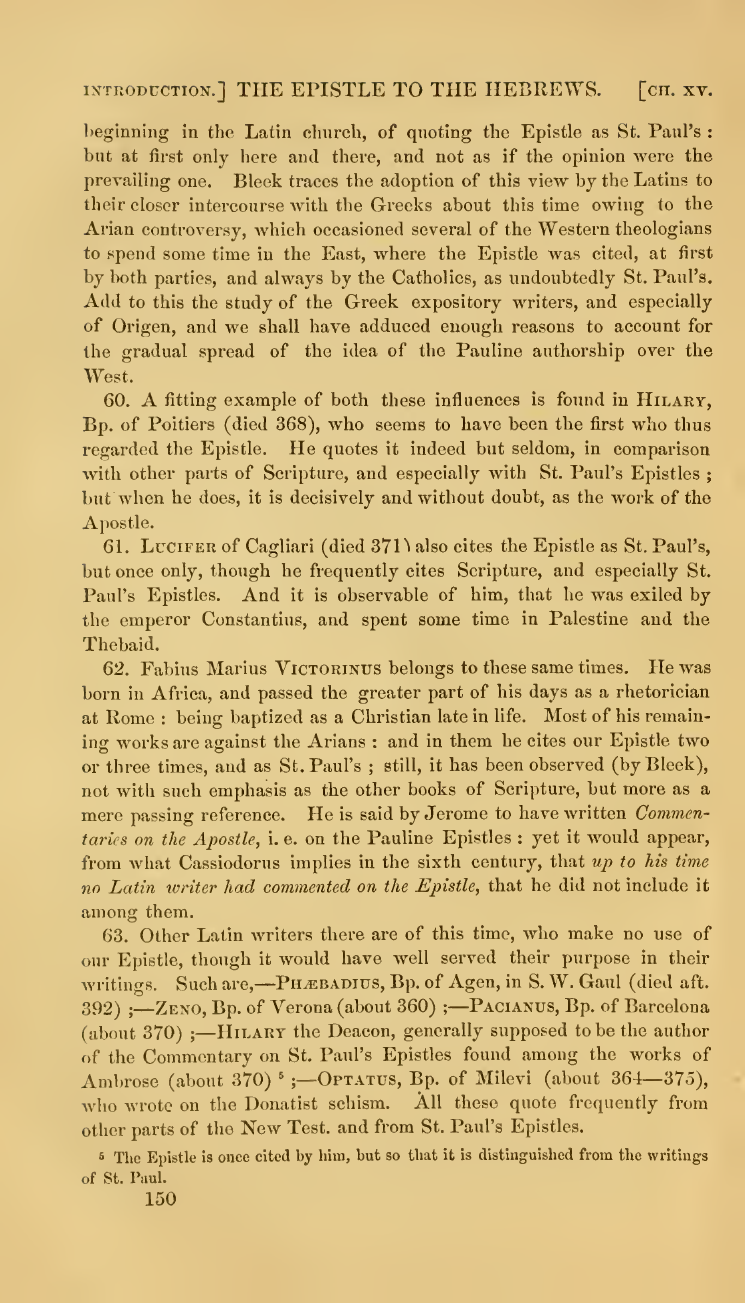 INTRODUCTION.] THE EPISTLE TO THE HEBREWS. [CH. XV.
beginning in the Latin church, of quoting the Epistle as St. Paul's :
but at first only here and there, and not as if the opinion were the
prevailing one. Bleek traces the adoption of this view by the Latins to
their closer intercourse with the Greeks about this time owing to the
Arian controversy, which occasioned several of the Western theologians
to spend some time in the East, where the Epistle was cited, at first
by both parties, and always by the Catholics, as undoubtedly St. Paul's.
Add to this the study of the Greek expository writers, and especially
of Origen, and we shall have adduced enough reasons to account for
the gradual spread of the idea of the Pauline authorship over the
West.
60. A fitting example of both these influences is found in HILARY,
Bp. of Poitiers (died 368), who seems to have been the first who thus
regarded the Epistle. He quotes it indeed but seldom, in comparison
with other parts of Scripture, and especially with St. Paul's Epistles ;
but when he does, it is decisively and without doubt, as the work of the
Apostle.
61. LUCIFER of Cagliari (died 371) also cites the Epistle as St. Paul's,
but once only, though he frequently cites Scripture, and especially St.
Paul's Epistles. And it is observable of him, that he was exiled by
the emperor Constantius, and spent some time in Palestine and the
Thebaid.
62. Fabius Marius VICTORINUS belongs to these same times. He was
born in Africa, and passed the greater part of his days as a rhetorician
at Rome : being baptized as a Christian late in life. Most of his remain-
ing works are against the Arians : and in them he cites our Epistle two
or three times, and as St. Paul's ; still, it has been observed (by Bleek),
not with such emphasis as the other books of Scripture, but more as a
mere passing reference. He is said by Jerome to have written Commen-
taries on the Apostle, i. e. on the Pauline Epistles : yet it would appear,
from what Cassiodorus implies in the sixth century, that up to his time
no Latin writer had commented on the Epistle, that he did not include it
among them.
63. Other Latin writers there are of this time, who make no use of
our Epistle, though it would have well served their purpose in their
writings. Such are,—PHÆBADIUS, Bp. of Agen, in S. W. Gaul (died aft.
392) ;—ZENO, Bp. of Verona (about 360) ;—PACIANUS, Bp. of Barcelona
(about 370) ;—HILARY the Deacon, generally supposed to be the author
of the Commentary on St. Paul's Epistles found among the works of
Ambrose (about 370) ⁵ ;—OPTATUS, Bp. of Milevi (about 364—375),
who wrote on the Donatist schism. All these quote frequently from
other parts of the New Test. and from St. Paul's Epistles.
⁵ The Epistle is once cited by him, but so that it is distinguished from the writings
of St. Paul.
150